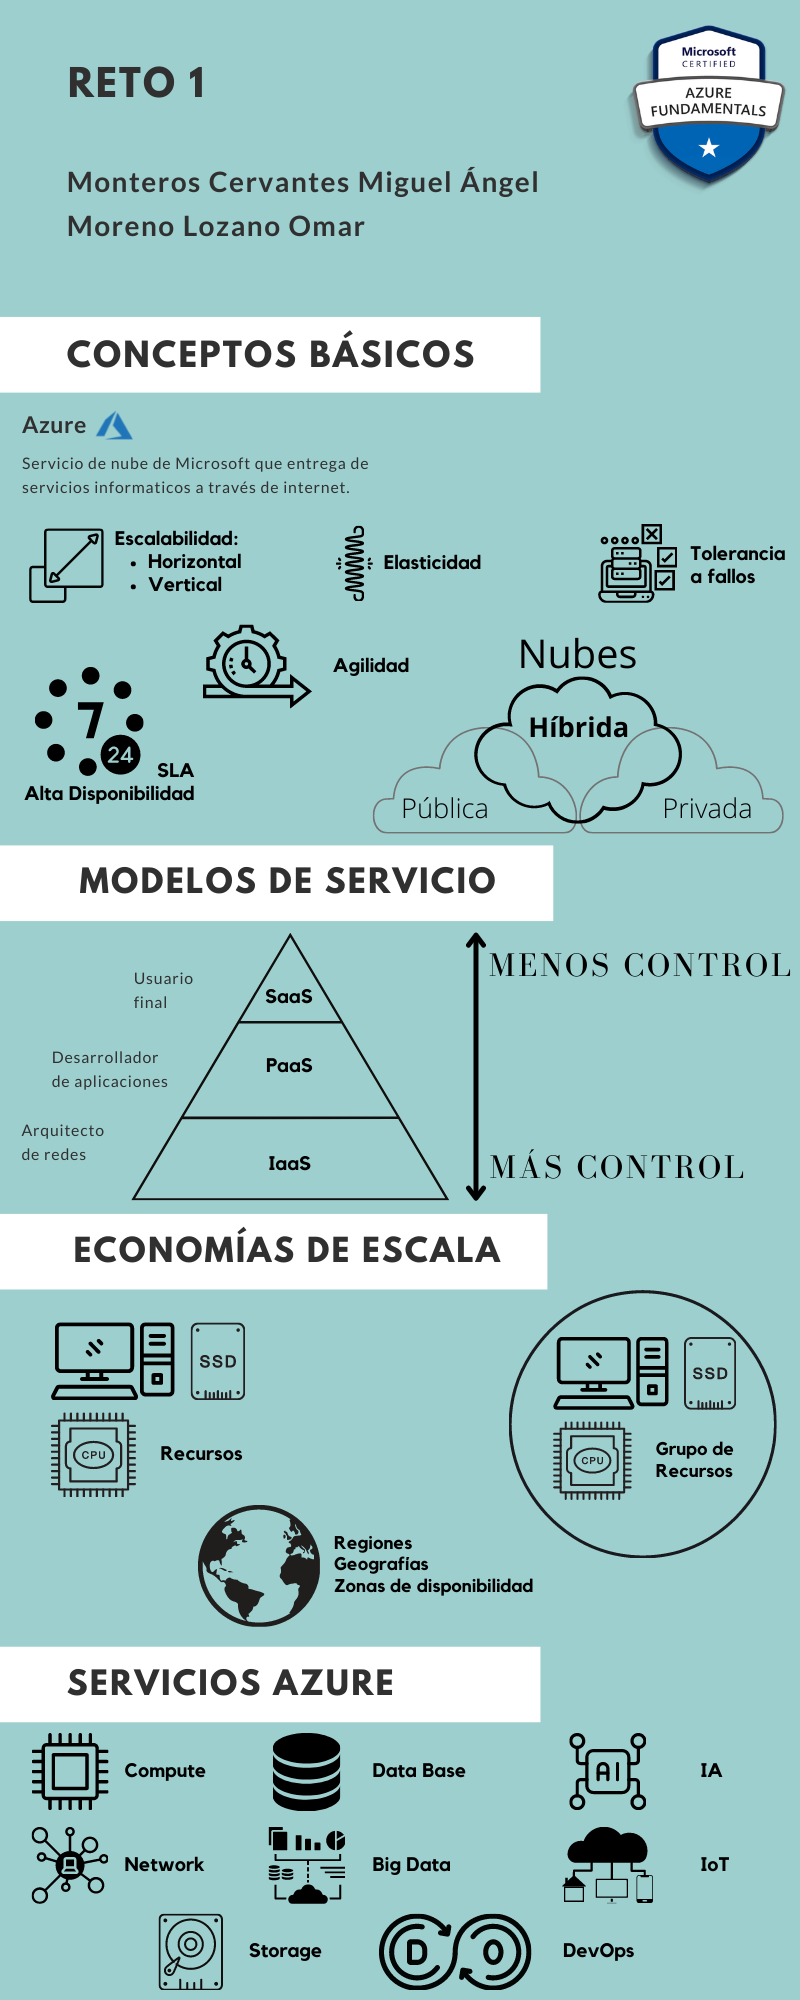 RETO 1
Microsoft
CERTIFIED
AZURE
FUNDAMENTALS
Monteros Cervantes Miguel Ángel
Moreno Lozano Omar
CONCEPTOS BÁSICOS
Azure
Servicio de nube de Microsoft que entrega de
servicios informaticos a través de internet.
Escalabilidad:
• Horizontal
• Vertical
Elasticidad
Tolerancia
a fallos
Agilidad
7
24
SLA
Alta Disponibilidad
Nubes
Híbrida
Pública
Privada
MODELOS DE SERVICIO
Usuario
final
SaaS
Desarrollador
de aplicaciones
PaaS
Arquitecto
de redes
IaaS
MENOS CONTROL
MÁS CONTROL
ECONOMÍAS DE ESCALA
SSD
CPU
Recursos
SSD
CPU
Grupo de
Recursos
Regiones
Geografías
Zonas de disponibilidad
SERVICIOS AZURE
Compute
Data Base
AI
IA
Network
Big Data
IoT
Storage
D O
DevOps